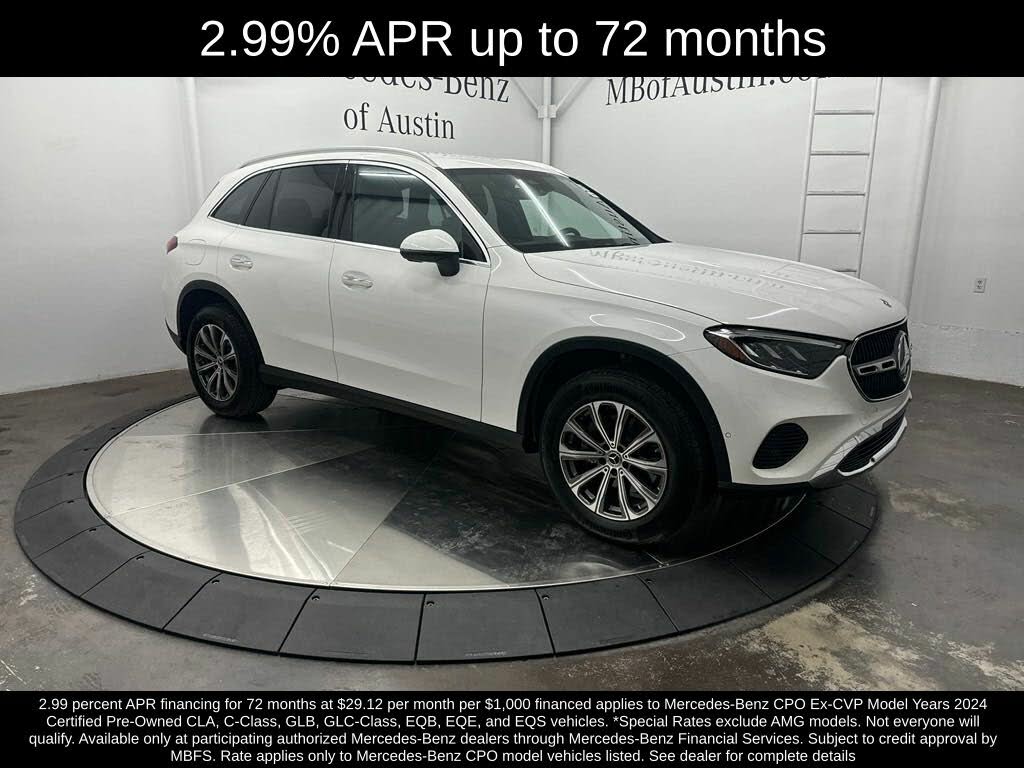 2.99% APR up to 72 months
of Austin
2.99 percent APR financing for 72 months at $29.12 per month per $1,000 financed applies to Mercedes-Benz CPO Ex-CVP Model Years 2024
Certified Pre-Owned CLA, C-Class, GLB, GLC-Class, EQB, EQE, and EQS vehicles. *Special Rates exclude AMG models. Not everyone will
qualify. Available only at participating authorized Mercedes-Benz dealers through Mercedes-Benz Financial Services. Subject to credit approval by
MBFS. Rate applies only to Mercedes-Benz CPO model vehicles listed. See dealer for complete details